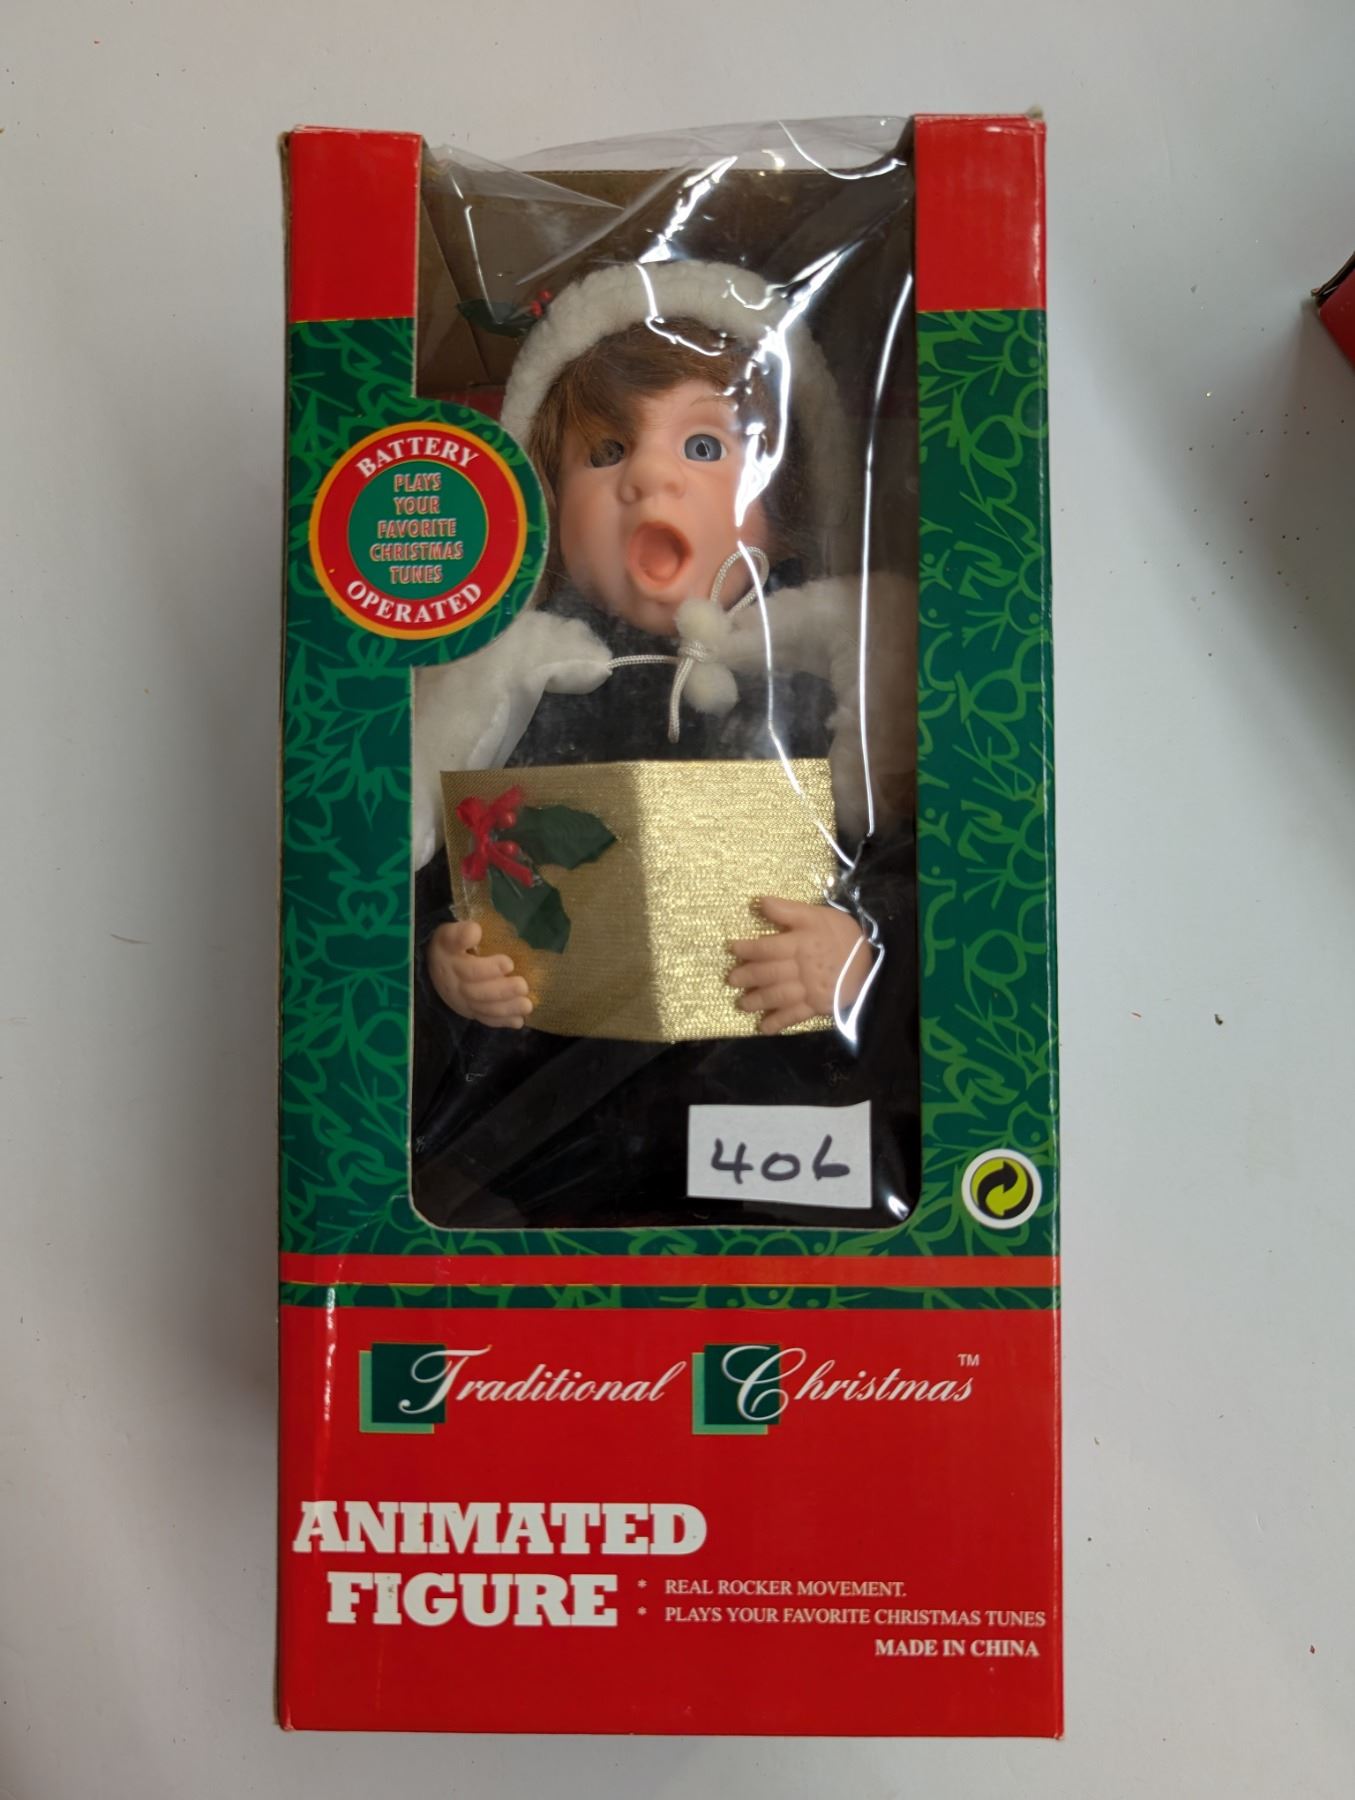 BATTERY
PLAYS
YOUR
FAVORITE
CHRISTMAS
TUNES
OPERATED
406
Traditional Christmas™
ANIMATED
FIGURE
* REAL ROCKER MOVEMENT.
* PLAYS YOUR FAVORITE CHRISTMAS TUNES
MADE IN CHINA